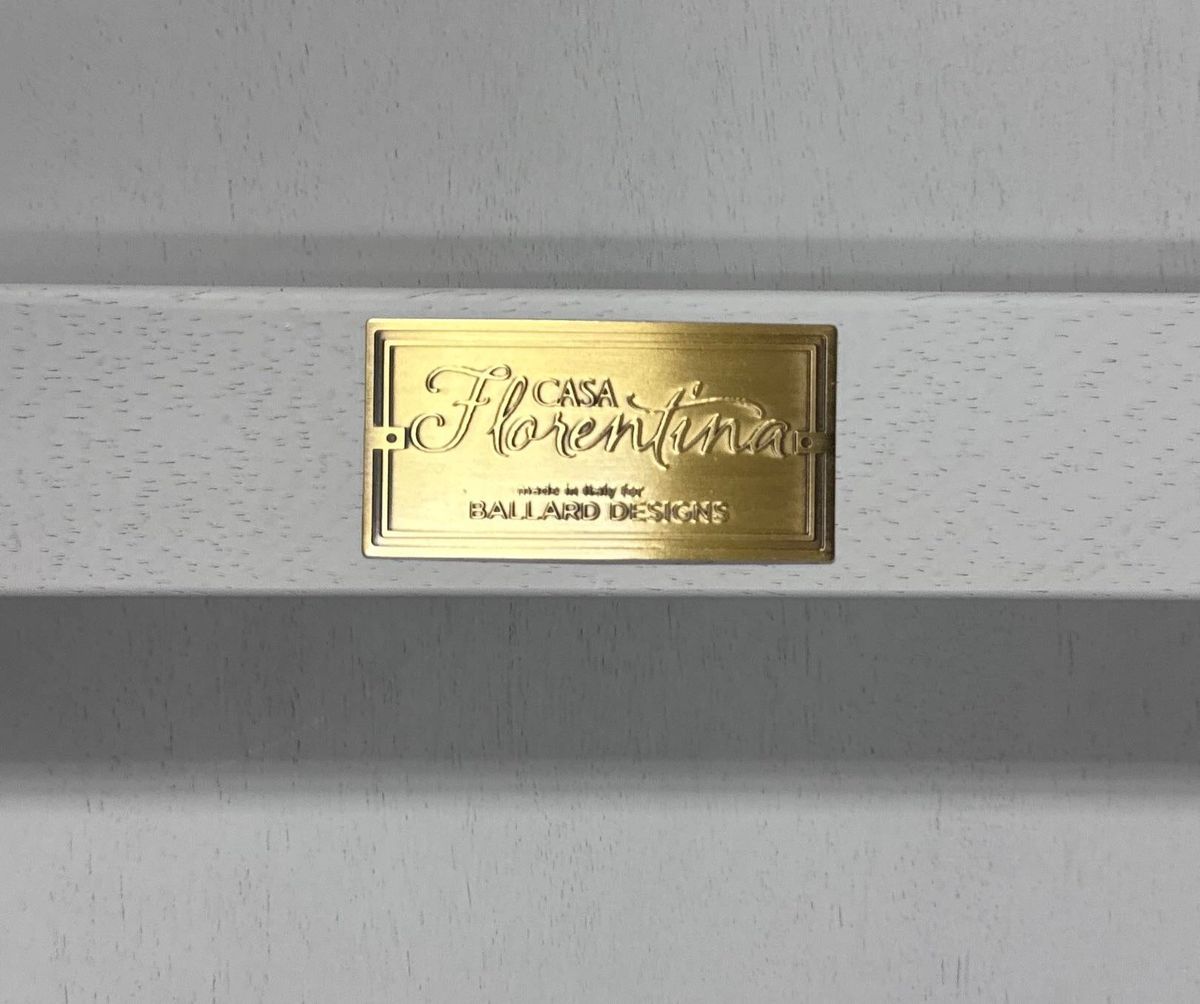 CASA
Florentina
made in Italy for
BALLARD DESIGNS